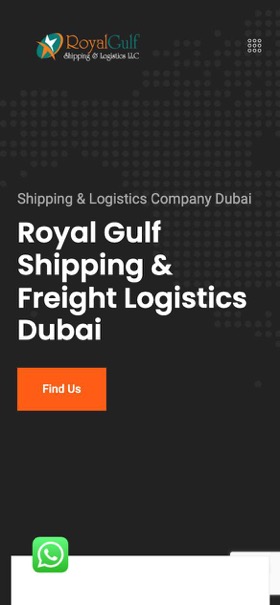 RoyalGulf
Shipping & Logistics LLC
Shipping & Logistics Company Dubai
Royal Gulf
Shipping &
Freight Logistics
Dubai
Find Us